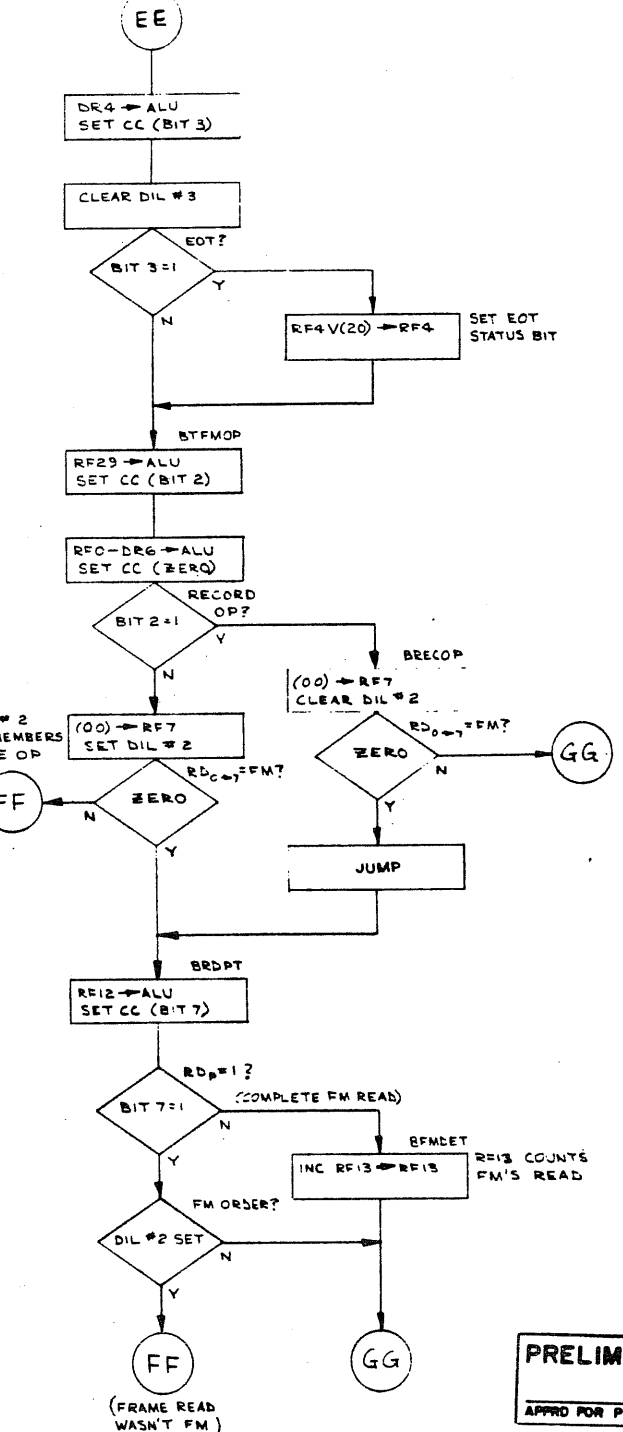 EE
DR4 → ALU
SET CC (BIT 3)
CLEAR DIL #3
EOT?
BIT 3=1
Y
N
RF4 V(20) → RF4
SET EOT
STATUS BIT
BTFMOP
RF29 → ALU
SET CC (BIT 2)
RF0-DR6 → ALU
SET CC (ZERO)
RECORD
OP?
BIT 2=1
Y
N
BRECOP
(00) → RF7
CLEAR DIL #2
RD0↔7=FM?
ZERO
N
GG
Y
JUMP
# 2
OP
(00) → RF7
SET DIL #2
RD0↔7=FM?
ZERO
N
FF
Y
BRDPT
RF12 → ALU
SET CC (BIT 7)
RDP=1?
BIT 7=1
(COMPLETE FM READ)
N
Y
BFMDET
INC RF13 → RF13
RF13 COUNTS
FM'S READ
FM ORDER?
DIL #2 SET
N
Y
FF
GG
(FRAME READ
WASN'T FM)
PRELIM
APPRD FOR P